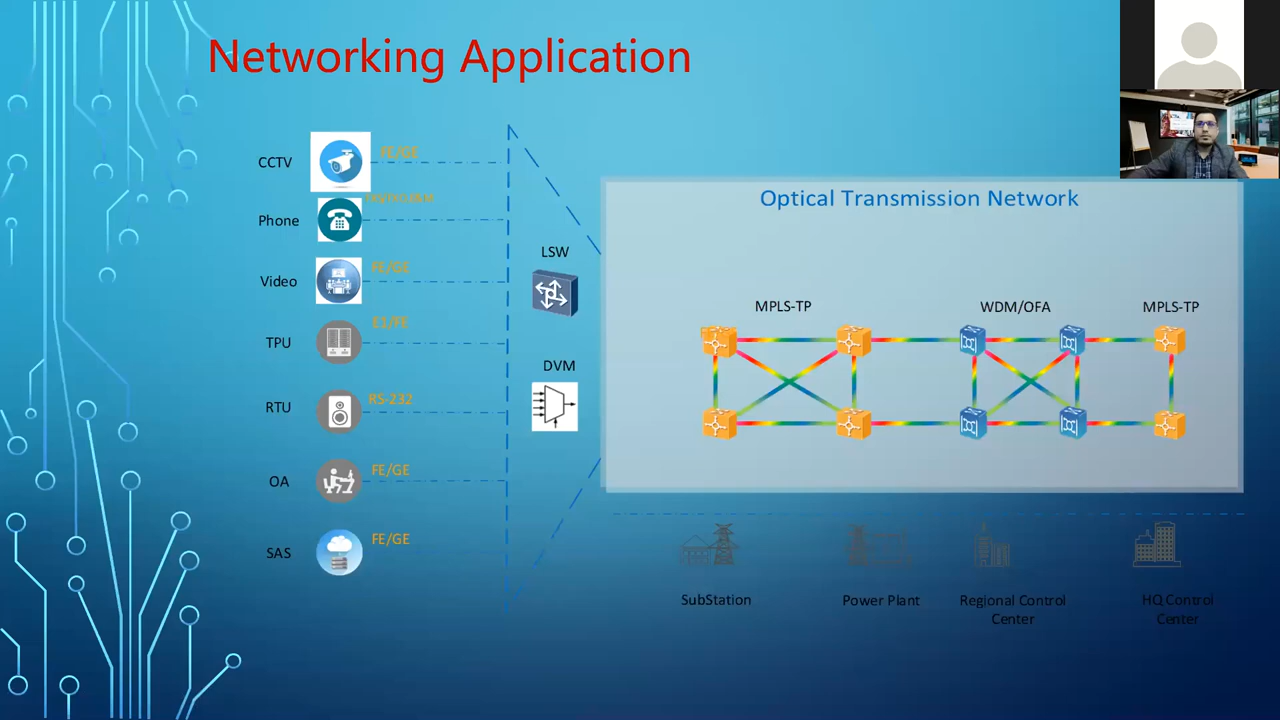 Networking Application
CCTV
FE/GE
Phone
Video
FE/GE
TPU
E1/FE
RTU
RS-232
OA
FE/GE
SAS
FE/GE
LSW
DVM
Optical Transmission Network
MPLS-TP
WDM/OFA
MPLS-TP
SubStation
Power Plant
Regional Control
Center
HQ Control
Center